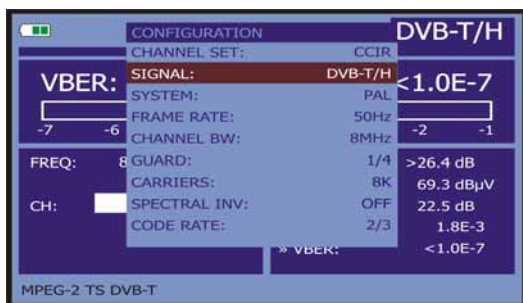 CONFIGURATION
DVB-T/H
CHANNEL SET: CCIR
SIGNAL: DVB-T/H
SYSTEM: PAL
FRAME RATE: 50Hz
CHANNEL BW: 8MHz
GUARD: 1/4
CARRIERS: 8K
SPECTRAL INV: OFF
CODE RATE: 2/3
VBER: <1.0E-7
-7 -6 -2 -1
FREQ: 8 >26.4 dB
69.3 dBµV
CH: 22.5 dB
1.8E-3
» VBER: <1.0E-7
MPEG-2 TS DVB-T